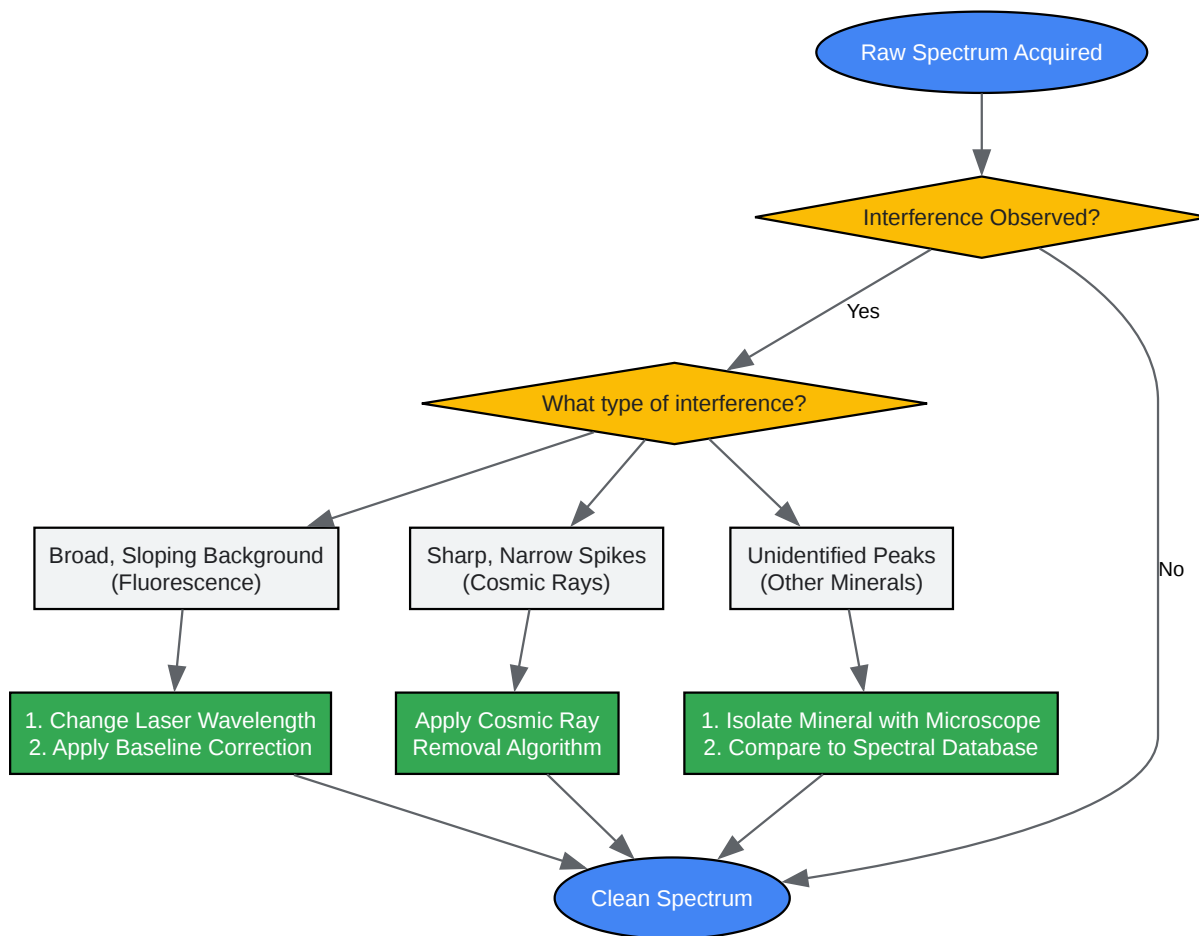 Raw Spectrum Acquired
Interference Observed?
Yes
What type of interference?
Broad, Sloping Background
(Fluorescence)
Sharp, Narrow Spikes
(Cosmic Rays)
Unidentified Peaks
(Other Minerals)
No
1. Change Laser Wavelength
2. Apply Baseline Correction
Apply Cosmic Ray
Removal Algorithm
1. Isolate Mineral with Microscope
2. Compare to Spectral Database
Clean Spectrum